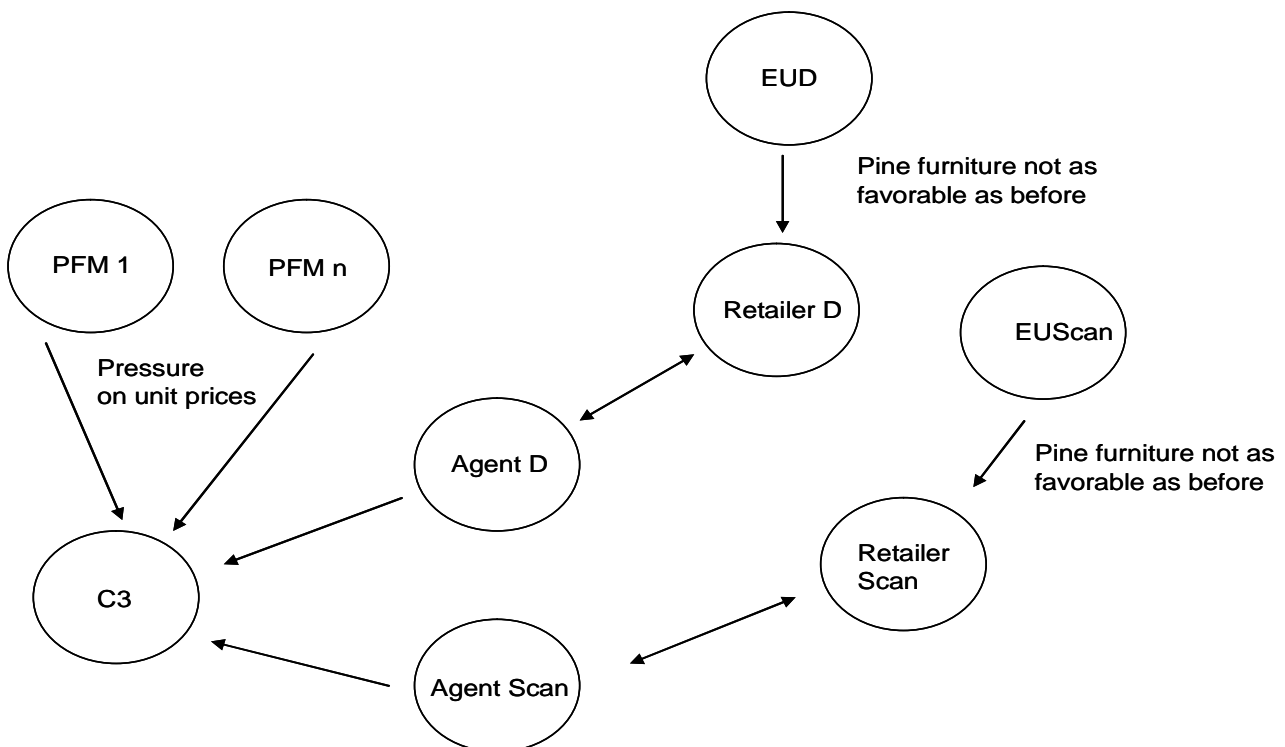 EUD
Pine furniture not as
favorable as before
PFM 1
PFM n
Retailer D
EUScan
Pressure
on unit prices
Agent D
Pine furniture not as
favorable as before
Retailer
Scan
C3
Agent Scan